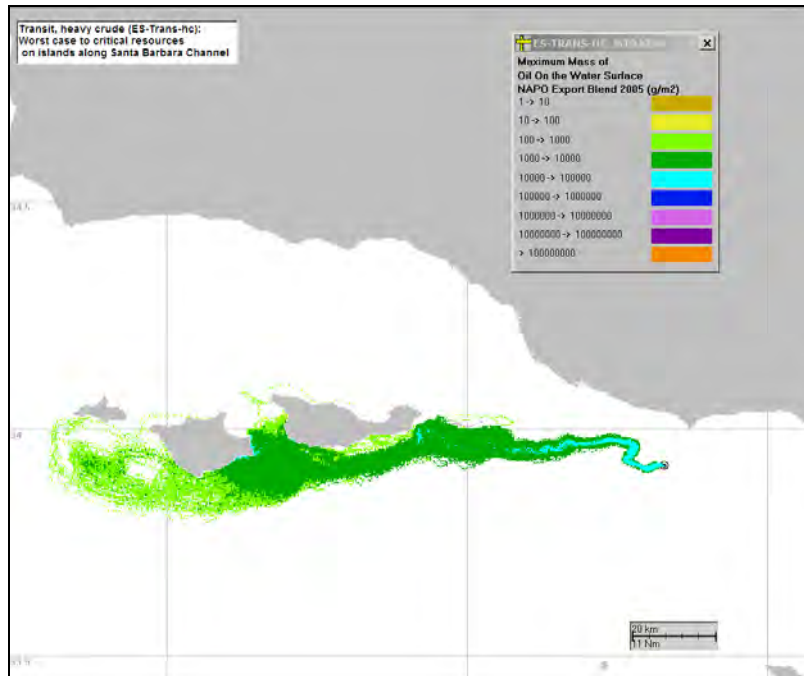 Transit, heavy crude (ES-Trans-hc):
Worst case to critical resources
on islands along Santa Barbara Channel
Maximum Mass of
Oil On the Water Surface
NAPO Export Blend 2005 (g/m2)
1 -> 10
10 -> 100
100 -> 1000
1000 -> 10000
10000 -> 100000
100000 -> 1000000
1000000 -> 10000000
10000000 -> 100000000
> 100000000
20 km
11 Nm